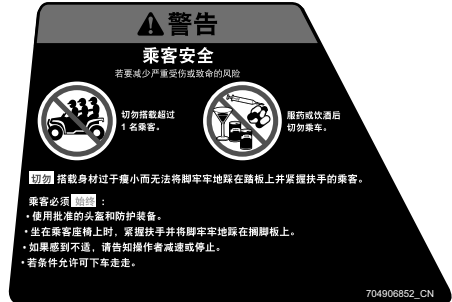 警告
乘客安全
若要减少严重受伤或致命的风险
切勿搭载超过
1 名乘客。
服药或饮酒后
切勿乘车。
切勿 搭载身材过于瘦小而无法将脚牢牢地踩在踏板上并紧握扶手的乘客。
乘客必须 始终 ：
• 使用批准的头盔和防护装备。
• 坐在乘客座椅上时，紧握扶手并将脚牢牢地踩在搁脚板上。
• 如果感到不适，请告知操作者减速或停止。
• 若条件允许可下车走走。
704906852_CN